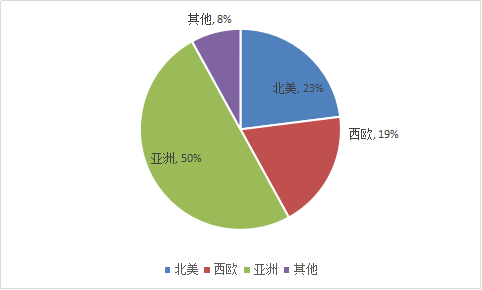 其他, 8%
北美, 23%
西欧, 19%
亚洲, 50%
北美 西欧 亚洲 其他